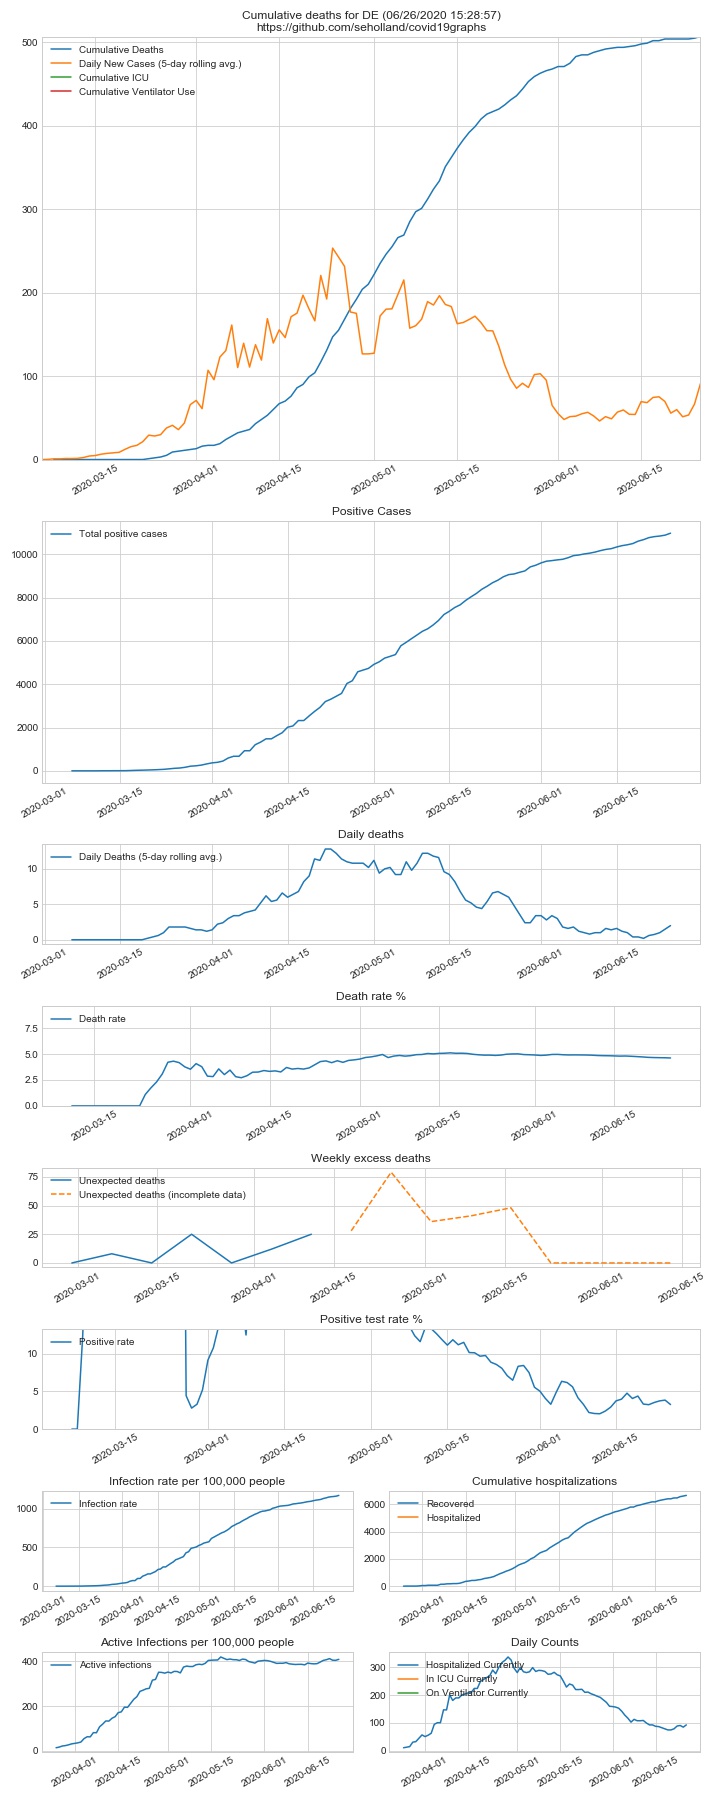 Cumulative deaths for DE (06/26/2020 15:28:57)
https://github.com/seholland/covid19graphs
Cumulative Deaths
Daily New Cases (5-day rolling avg.)
Cumulative ICU
Cumulative Ventilator Use
500
400
300
200
100
0
2020-03-15 2020-04-01 2020-04-15 2020-05-01 2020-05-15 2020-06-01 2020-06-15
Positive Cases
Total positive cases
10000
8000
6000
4000
2000
0
2020-03-01 2020-03-15 2020-04-01 2020-04-15 2020-05-01 2020-05-15 2020-06-01 2020-06-15
Daily deaths
Daily Deaths (5-day rolling avg.)
10
5
0
2020-03-01 2020-03-15 2020-04-01 2020-04-15 2020-05-01 2020-05-15 2020-06-01 2020-06-15
Death rate %
Death rate
7.5
5.0
2.5
0.0
2020-03-15 2020-04-01 2020-04-15 2020-05-01 2020-05-15 2020-06-01 2020-06-15
Weekly excess deaths
Unexpected deaths
Unexpected deaths (incomplete data)
75
50
25
0
2020-03-01 2020-03-15 2020-04-01 2020-04-15 2020-05-01 2020-05-15 2020-06-01 2020-06-15
Positive test rate %
Positive rate
10
5
0
2020-03-15 2020-04-01 2020-04-15 2020-05-01 2020-05-15 2020-06-01 2020-06-15
Infection rate per 100,000 people
Infection rate
1000
500
0
2020-03-01 2020-03-15 2020-04-01 2020-04-15 2020-05-01 2020-05-15 2020-06-01 2020-06-15
Cumulative hospitalizations
Recovered
Hospitalized
6000
4000
2000
0
2020-04-01 2020-04-15 2020-05-01 2020-05-15 2020-06-01 2020-06-15
Active Infections per 100,000 people
Active infections
400
200
0
2020-04-01 2020-04-15 2020-05-01 2020-05-15 2020-06-01 2020-06-15
Daily Counts
Hospitalized Currently
In ICU Currently
On Ventilator Currently
300
200
100
0
2020-04-01 2020-04-15 2020-05-01 2020-05-15 2020-06-01 2020-06-15